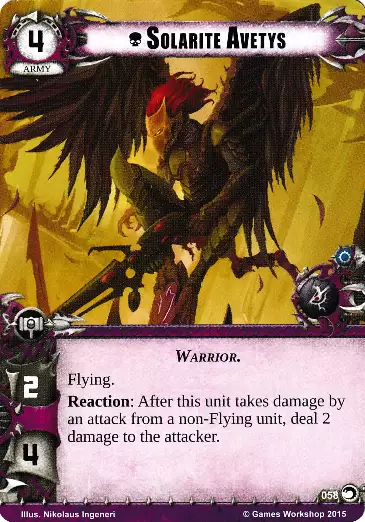 4
ARMY
SOLARITE AVETYS
WARRIOR.
Flying.
Reaction: After this unit takes damage by
an attack from a non-Flying unit, deal 2
damage to the attacker.
2
4
058
Illus. Nikolaus Ingeneri
© Games Workshop 2015